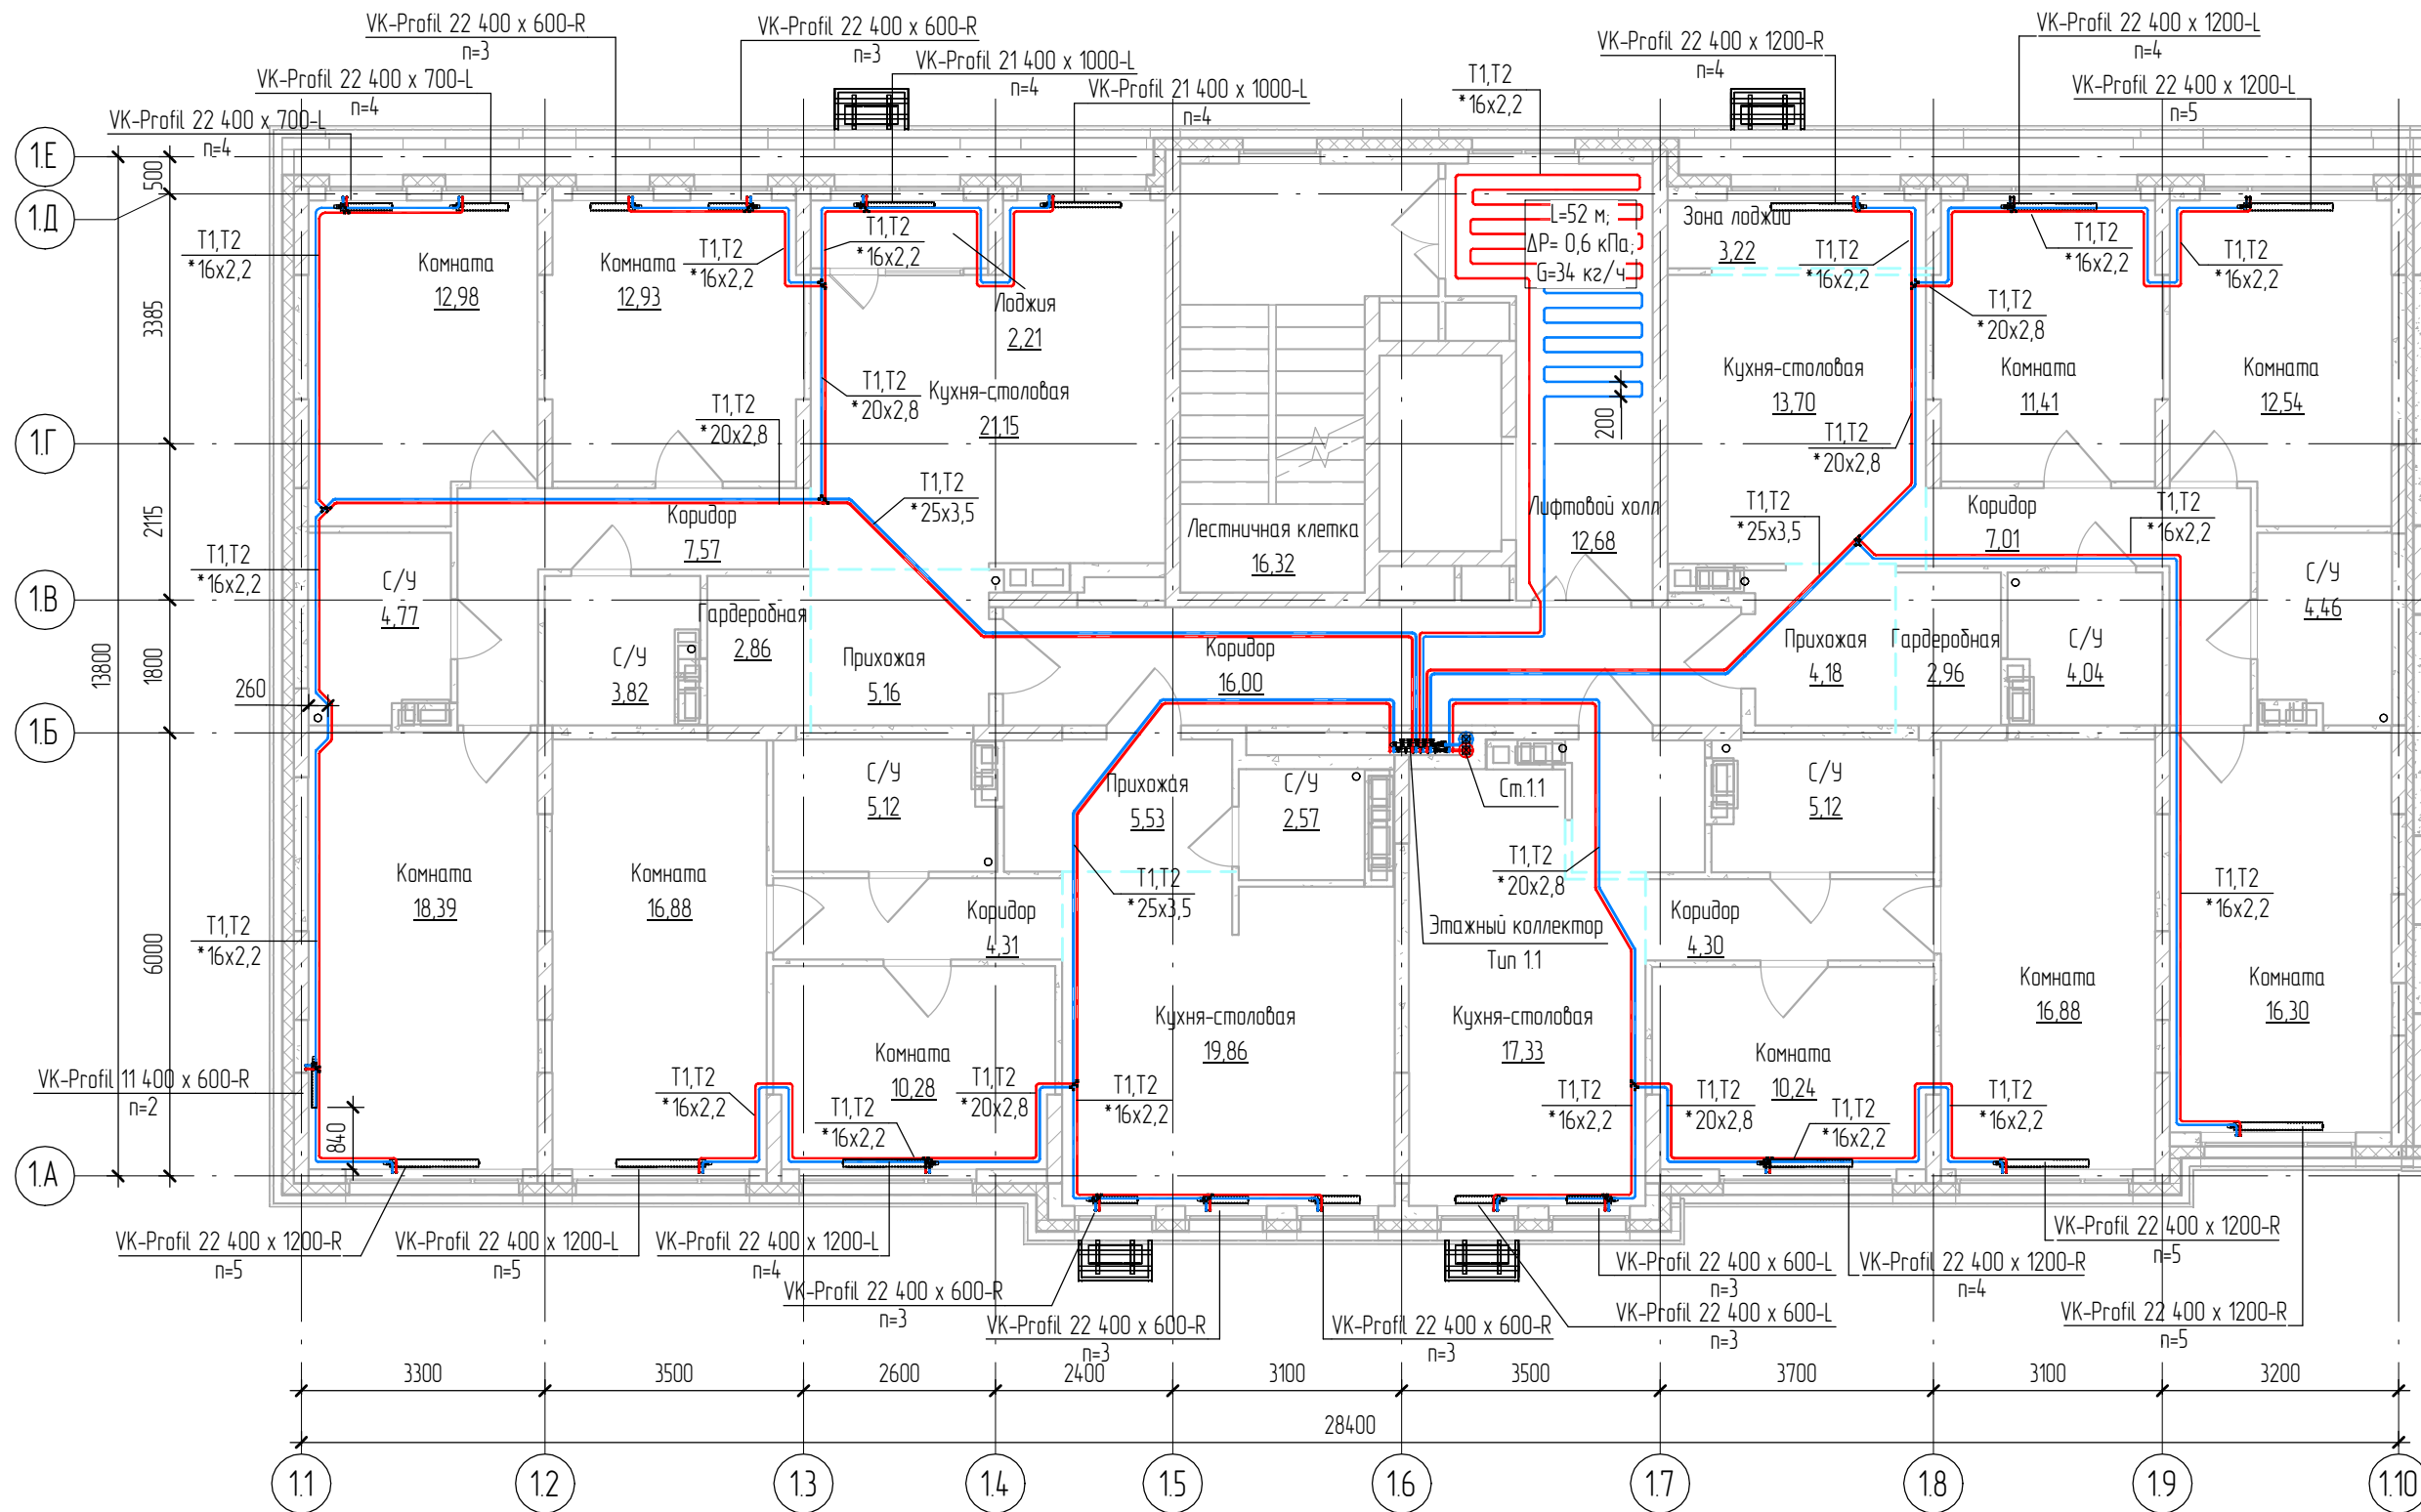 VK-Profil 22 400 x 600-R
n=3
VK-Profil 22 400 x 600-R
n=3
VK-Profil 22 400 x 1200-L
n=4
VK-Profil 22 400 x 1200-R
n=4
VK-Profil 21 400 x 1000-L
n=4
VK-Profil 22 400 x 700-L
n=4
VK-Profil 21 400 x 1000-L
n=4
T1,T2
*16x2,2
VK-Profil 22 400 x 1200-L
n=5
VK-Profil 22 400 x 700-L
n=4
1.Е
500
1.Д
L=52 м;
ΔP= 0,6 кПа;
G=34 кг/ч
Зона лоджии
3,22
T1,T2
*16x2,2
Комната
12,98
Комната
12,93
T1,T2
*16x2,2
T1,T2
*16x2,2
T1,T2
*16x2,2
T1,T2
*16x2,2
T1,T2
*16x2,2
3385
Лоджия
2,21
T1,T2
*20x2,8
T1,T2
*20x2,8
Кухня-столовая
21,15
Кухня-столовая
13,70
Комната
11,41
Комната
12,54
200
T1,T2
*20x2,8
T1,T2
*20x2,8
1.Г
2115
T1,T2
*25x3,5
T1,T2
*25x3,5
T1,T2
*16x2,2
Коридор
7,57
Лестничная клетка
16,32
Лифтовой холл
12,68
Коридор
7,01
T1,T2
*16x2,2
С/У
4,77
С/У
4,46
1.В
13800
1800
Гардеробная
2,86
С/У
3,82
Прихожая
5,16
Коридор
16,00
Прихожая
4,18
Гардеробная
2,96
С/У
4,04
260
1.Б
С/У
5,12
Прихожая
5,53
С/У
2,57
Ст.1.1
С/У
5,12
Комната
18,39
Комната
16,88
T1,T2
*25x3,5
T1,T2
*20x2,8
T1,T2
*16x2,2
Коридор
4,31
Этажный коллектор
Тип 1.1
Коридор
4,30
T1,T2
*16x2,2
6000
Кухня-столовая
19,86
Кухня-столовая
17,33
Комната
16,88
Комната
16,30
Комната
10,28
Комната
10,24
VK-Profil 11 400 x 600-R
n=2
T1,T2
*16x2,2
T1,T2
*20x2,8
T1,T2
*16x2,2
T1,T2
*16x2,2
T1,T2
*20x2,8
T1,T2
*16x2,2
T1,T2
*16x2,2
T1,T2
*16x2,2
840
1.А
VK-Profil 22 400 x 1200-R
n=5
VK-Profil 22 400 x 1200-L
n=5
VK-Profil 22 400 x 1200-L
n=4
VK-Profil 22 400 x 600-R
n=3
VK-Profil 22 400 x 600-R
n=3
VK-Profil 22 400 x 600-R
n=3
VK-Profil 22 400 x 600-L
n=3
VK-Profil 22 400 x 600-L
n=3
VK-Profil 22 400 x 1200-R
n=4
VK-Profil 22 400 x 1200-R
n=5
VK-Profil 22 400 x 1200-R
n=5
3300
3500
2600
2400
3100
3500
3700
3100
3200
28400
1.1
1.2
1.3
1.4
1.5
1.6
1.7
1.8
1.9
1.10